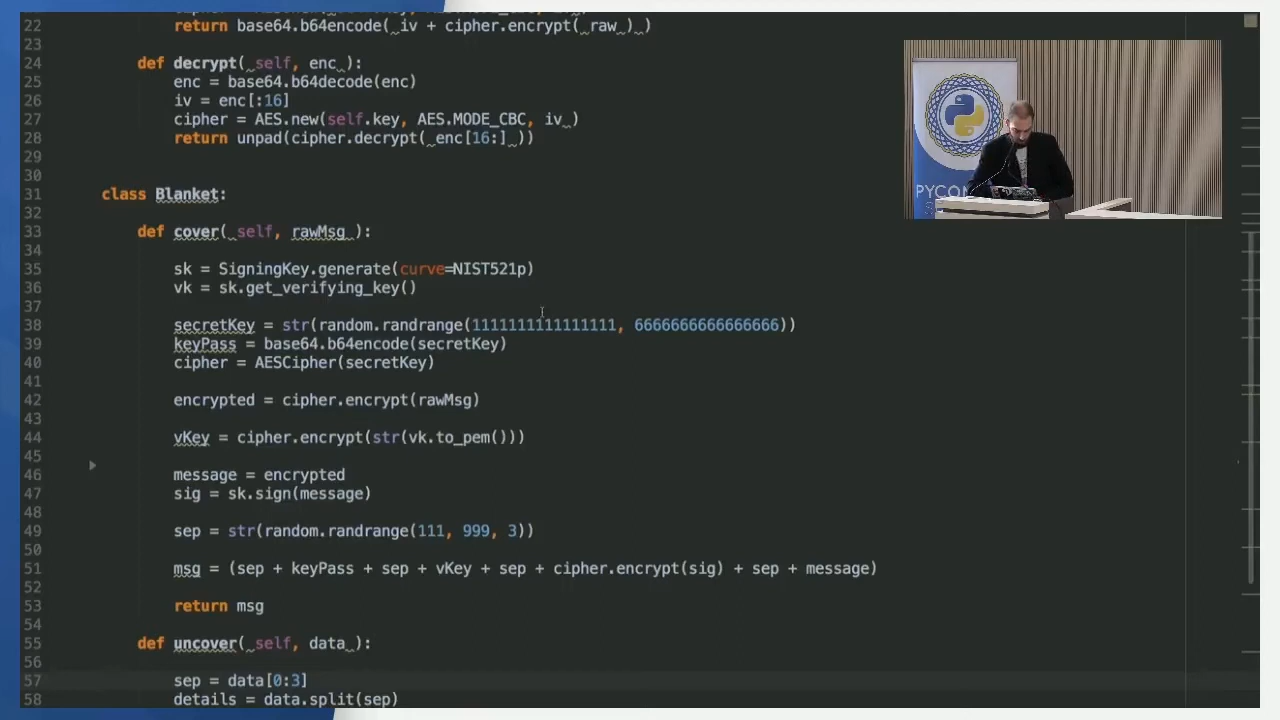 22 return base64.b64encode( iv + cipher.encrypt( raw ) )
23
24 def decrypt( self, enc ):
25 enc = base64.b64decode(enc)
26 iv = enc[:16]
27 cipher = AES.new(self.key, AES.MODE_CBC, iv )
28 return unpad(cipher.decrypt( enc[16:] ))
29
30
31 class Blanket:
32
33 def cover( self, rawMsg ):
34
35 sk = SigningKey.generate(curve=NIST521p)
36 vk = sk.get_verifying_key()
37
38 secretKey = str(random.randrange(1111111111111111, 6666666666666666))
39 keyPass = base64.b64encode(secretKey)
40 cipher = AESCipher(secretKey)
41
42 encrypted = cipher.encrypt(rawMsg)
43
44 vKey = cipher.encrypt(str(vk.to_pem()))
45
46 message = encrypted
47 sig = sk.sign(message)
48
49 sep = str(random.randrange(111, 999, 3))
50
51 msg = (sep + keyPass + sep + vKey + sep + cipher.encrypt(sig) + sep + message)
52
53 return msg
54
55 def uncover( self, data ):
56
57 sep = data[0:3]
58 details = data.split(sep)